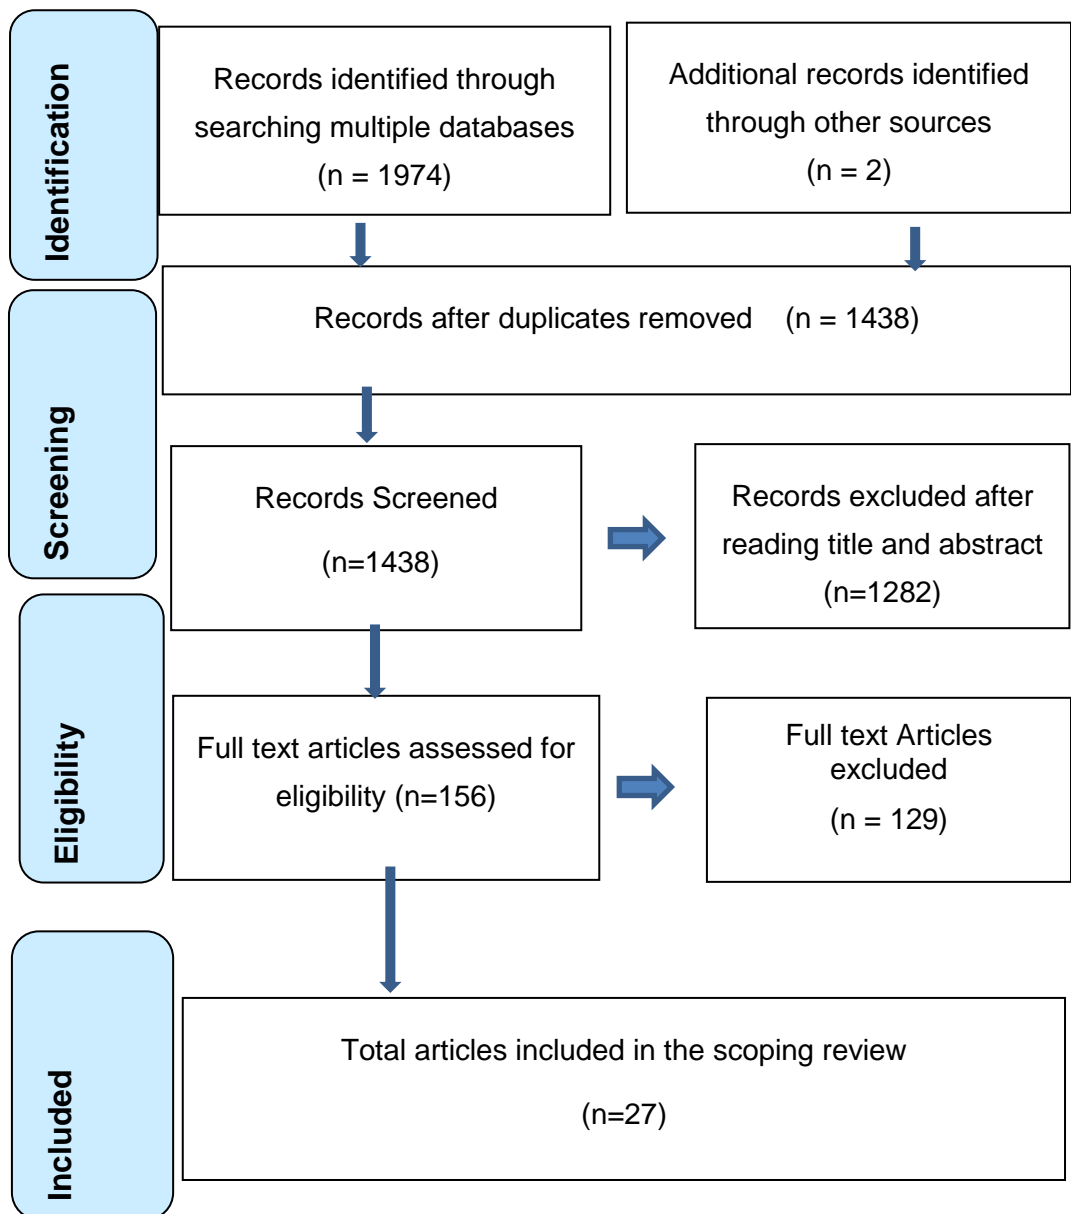 Identification
Records identified through
searching multiple databases
(n = 1974)
Additional records identified
through other sources
(n = 2)
Records after duplicates removed (n = 1438)
Screening
Records Screened
(n=1438)
Records excluded after
reading title and abstract
(n=1282)
Eligibility
Full text articles assessed for
eligibility (n=156)
Full text Articles
excluded
(n = 129)
Included
Total articles included in the scoping review
(n=27)